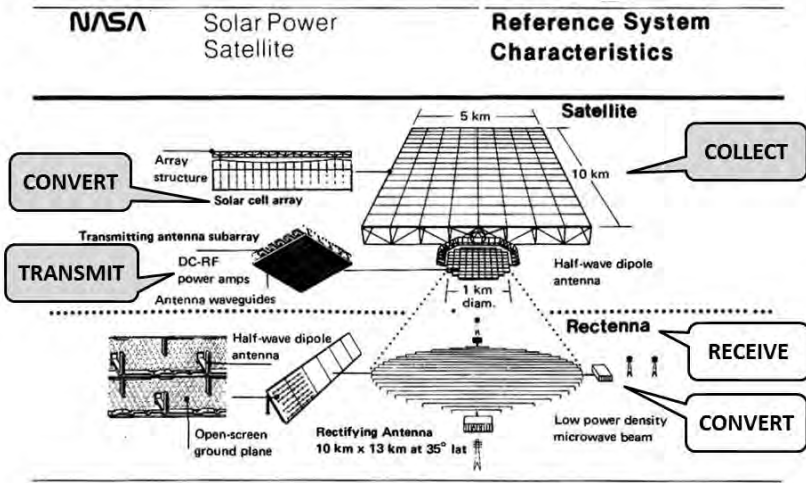 NASA
Solar Power
Satellite
Reference System
Characteristics
5 km
Satellite
10 km
COLLECT
Array
structure
CONVERT
Solar cell array
Transmitting antenna subarray
TRANSMIT
DC-RF
power amps
Antenna waveguides
Half-wave dipole
antenna
1 km
diam.
Rectenna
RECEIVE
Half-wave dipole
antenna
CONVERT
Open-screen
ground plane
Rectifying Antenna
10 km x 13 km at 35° lat
Low power density
microwave beam